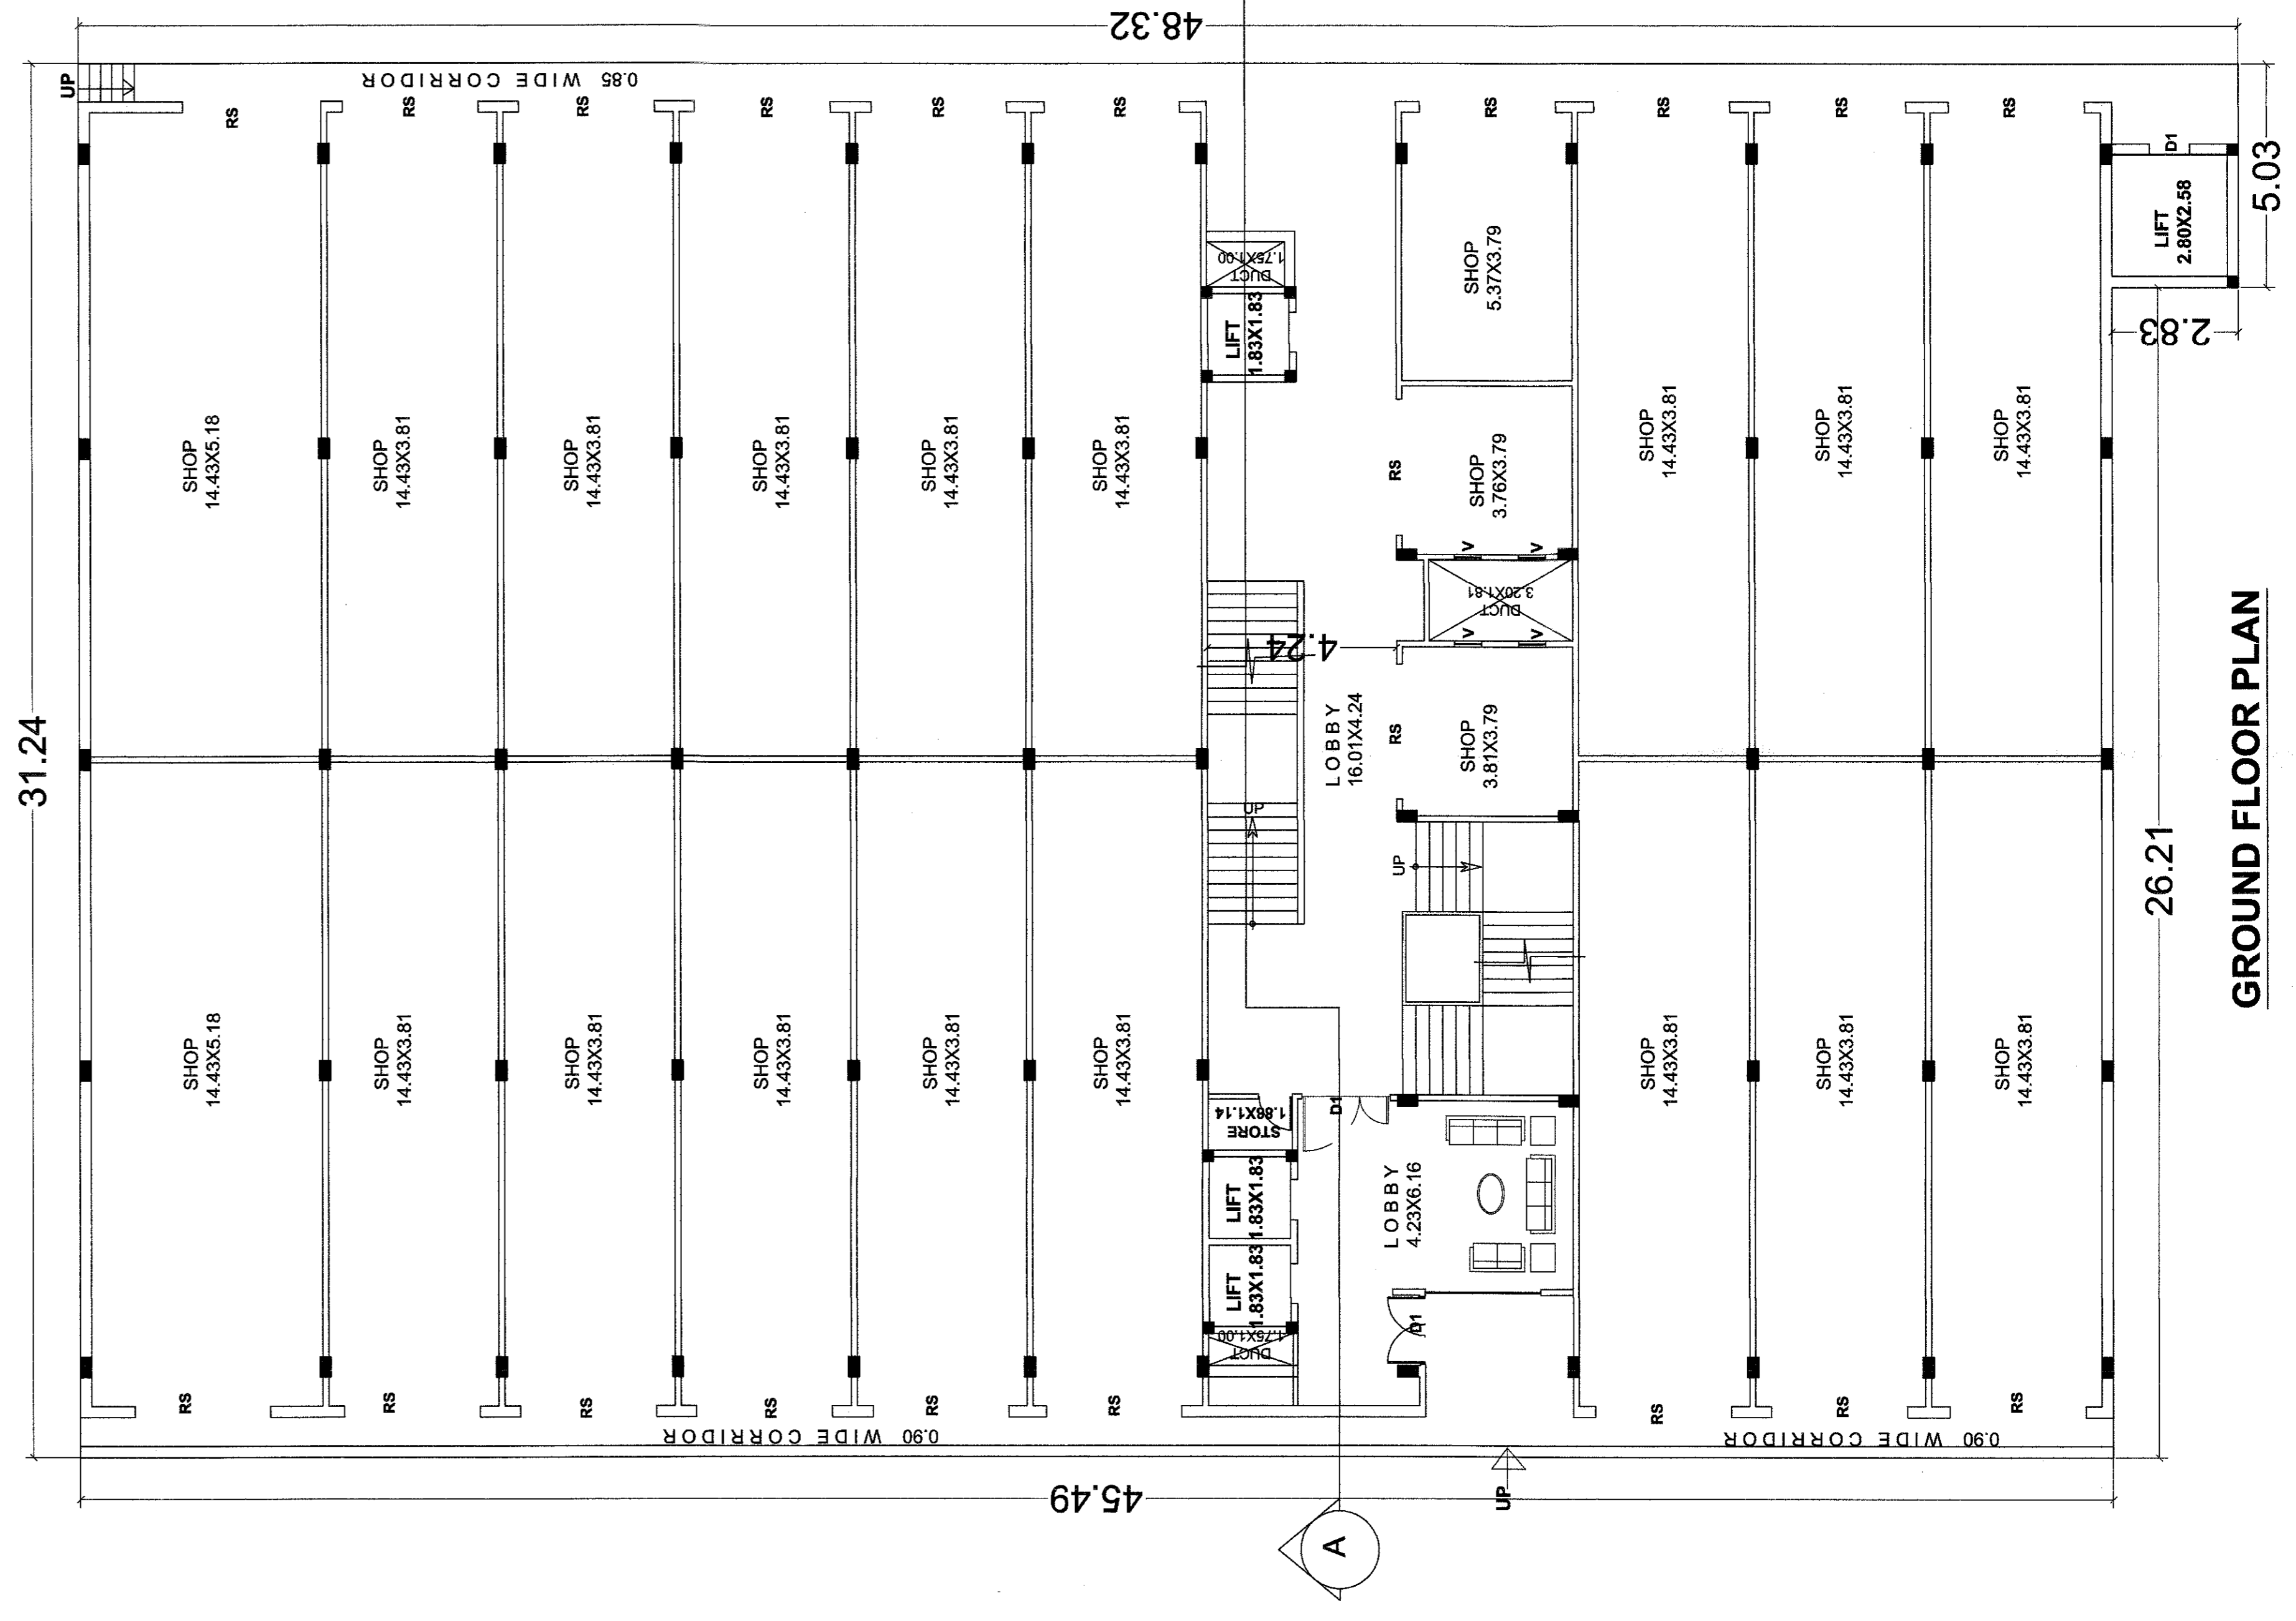 48.32
31.24
UP
0.85 WIDE CORRIDOR
RS
RS
RS
RS
RS
RS
RS
RS
RS
RS
SHOP
14.43X5.18
SHOP
14.43X3.81
SHOP
14.43X3.81
SHOP
14.43X3.81
SHOP
14.43X3.81
SHOP
14.43X3.81
DUCT
1.75X1.00
LIFT
1.83X1.83
SHOP
5.37X3.79
SHOP
14.43X3.81
SHOP
14.43X3.81
SHOP
14.43X3.81
D1
LIFT
2.80X2.58
5.03
2.83
RS
SHOP
3.76X3.79
V
V
DUCT
3.20X1.81
V
V
4.24
LOBBY
16.01X4.24
RS
SHOP
3.81X3.79
UP
UP
SHOP
14.43X5.18
SHOP
14.43X3.81
SHOP
14.43X3.81
SHOP
14.43X3.81
SHOP
14.43X3.81
SHOP
14.43X3.81
STORE
1.88X1.14
D1
LIFT
1.83X1.83
LIFT
1.83X1.83
DUCT
1.75X1.00
LOBBY
4.23X6.16
D1
SHOP
14.43X3.81
SHOP
14.43X3.81
SHOP
14.43X3.81
26.21
RS
RS
RS
RS
RS
RS
RS
RS
RS
0.90 WIDE CORRIDOR
0.90 WIDE CORRIDOR
45.49
UP
A
GROUND FLOOR PLAN